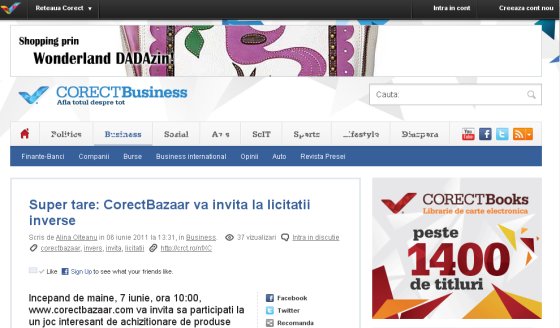 Reteaua Corect
Intra in cont
Creeaza cont nou
Shopping prin
Wonderland DADAzin!
CORECTBusiness
Afla totul despre tot
Cauta:
Politics Business Social Arts SciT Sports Lifestyle Diaspora
You Tube
Finante-Banci Companii Burse Business international Opinii Auto Revista Presei
Super tare: CorectBazaar va invita la licitatii
inverse
Scris de Alina Olteanu in 06 iunie 2011 la 13:31, in Business. 37 vizualizari Intra in discutie
corectbazaar, invers, invita, licitatii
Like Sign Up to see what your friends like.
Incepand de maine, 7 iunie, ora 10:00,
www.corectbazaar.com va invita sa participati la
un joc interesant de achizitionare de produse
Facebook
Twitter
Recomanda
CORECTBooks
Librarie de carte electronica
peste
1400
de titluri